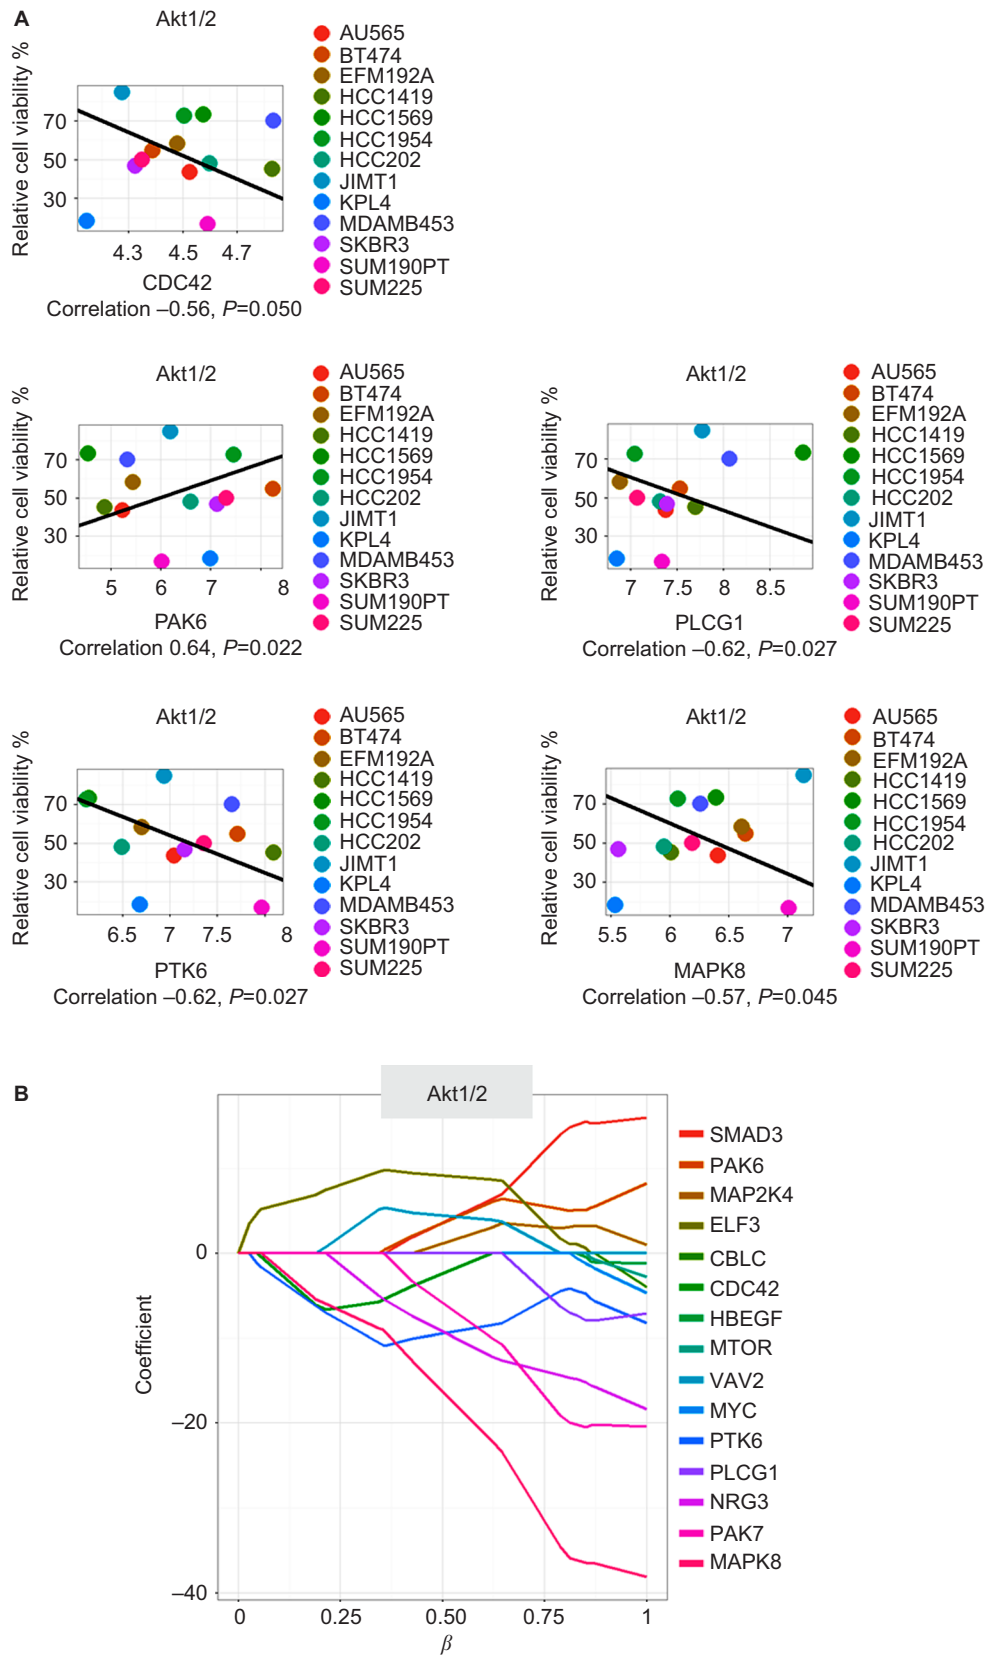 A
Akt1/2
Relative cell viability %
70
50
30
4.3 4.5 4.7
CDC42
Correlation –0.56, P=0.050
AU565
BT474
EFM192A
HCC1419
HCC1569
HCC1954
HCC202
JIMT1
KPL4
MDAMB453
SKBR3
SUM190PT
SUM225
Akt1/2
Relative cell viability %
70
50
30
5 6 7 8
PAK6
Correlation 0.64, P=0.022
AU565
BT474
EFM192A
HCC1419
HCC1569
HCC1954
HCC202
JIMT1
KPL4
MDAMB453
SKBR3
SUM190PT
SUM225
Akt1/2
Relative cell viability %
70
50
30
7 7.5 8 8.5
PLCG1
Correlation –0.62, P=0.027
AU565
BT474
EFM192A
HCC1419
HCC1569
HCC1954
HCC202
JIMT1
KPL4
MDAMB453
SKBR3
SUM190PT
SUM225
Akt1/2
Relative cell viability %
70
50
30
6.5 7 7.5 8
PTK6
Correlation –0.62, P=0.027
AU565
BT474
EFM192A
HCC1419
HCC1569
HCC1954
HCC202
JIMT1
KPL4
MDAMB453
SKBR3
SUM190PT
SUM225
Akt1/2
Relative cell viability %
70
50
30
5.5 6 6.5 7
MAPK8
Correlation –0.57, P=0.045
AU565
BT474
EFM192A
HCC1419
HCC1569
HCC1954
HCC202
JIMT1
KPL4
MDAMB453
SKBR3
SUM190PT
SUM225
B
Akt1/2
Coefficient
0
–20
–40
0 0.25 0.50 0.75 1
β
SMAD3
PAK6
MAP2K4
ELF3
CBLC
CDC42
HBEGF
MTOR
VAV2
MYC
PTK6
PLCG1
NRG3
PAK7
MAPK8